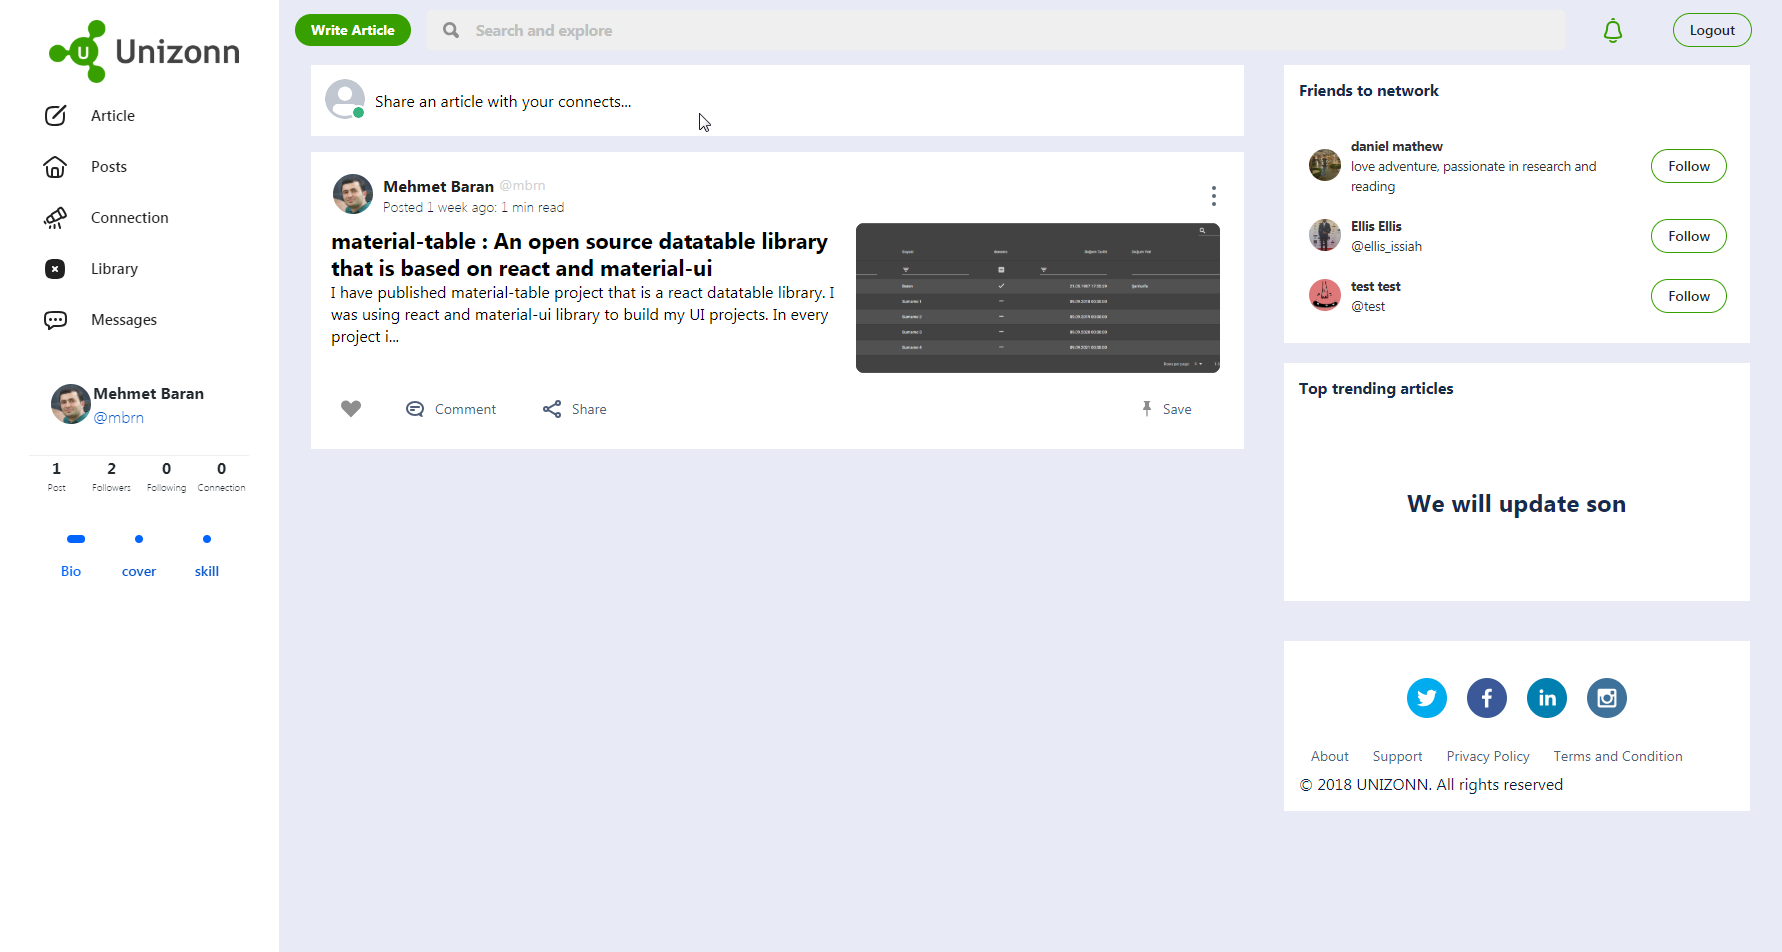 Unizonn
Article
Posts
Connection
Library
Messages
Mehmet Baran
@mbrn
1 2 0 0
Post Followers Following Connection
Bio cover skill
Write Article
Search and explore
Logout
Share an article with your connects...
Mehmet Baran @mbrn
Posted 1 week ago: 1 min read
material-table : An open source datatable library
that is based on react and material-ui
I have published material-table project that is a react datatable library. I
was using react and material-ui library to build my UI projects. In every
project i...
Comment Share Save
Friends to network
daniel mathew
love adventure, passionate in research and
reading
Follow
Ellis Ellis
@ellis_issiah
Follow
test test
@test
Follow
Top trending articles
We will update son
About Support Privacy Policy Terms and Condition
© 2018 UNIZONN. All rights reserved